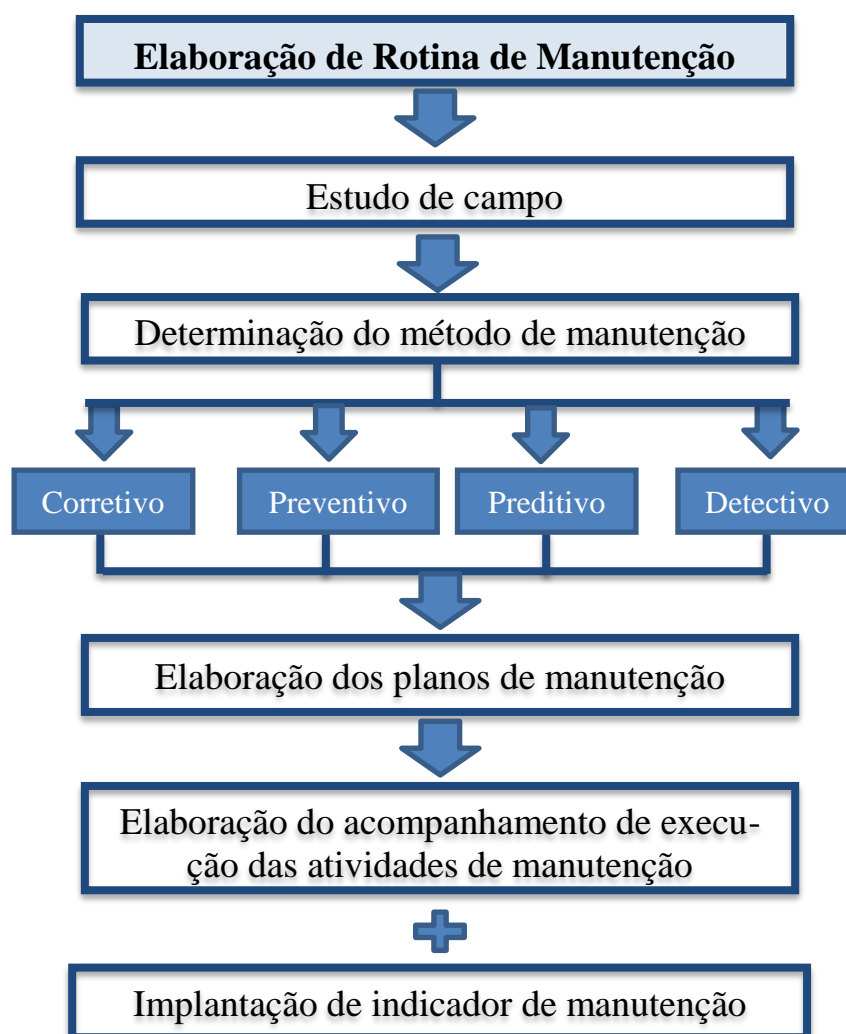 Elaboração de Rotina de Manutenção
Estudo de campo
Determinação do método de manutenção
Corretivo
Preventivo
Preditivo
Detectivo
Elaboração dos planos de manutenção
Elaboração do acompanhamento de execu-
ção das atividades de manutenção
Implantação de indicador de manutenção